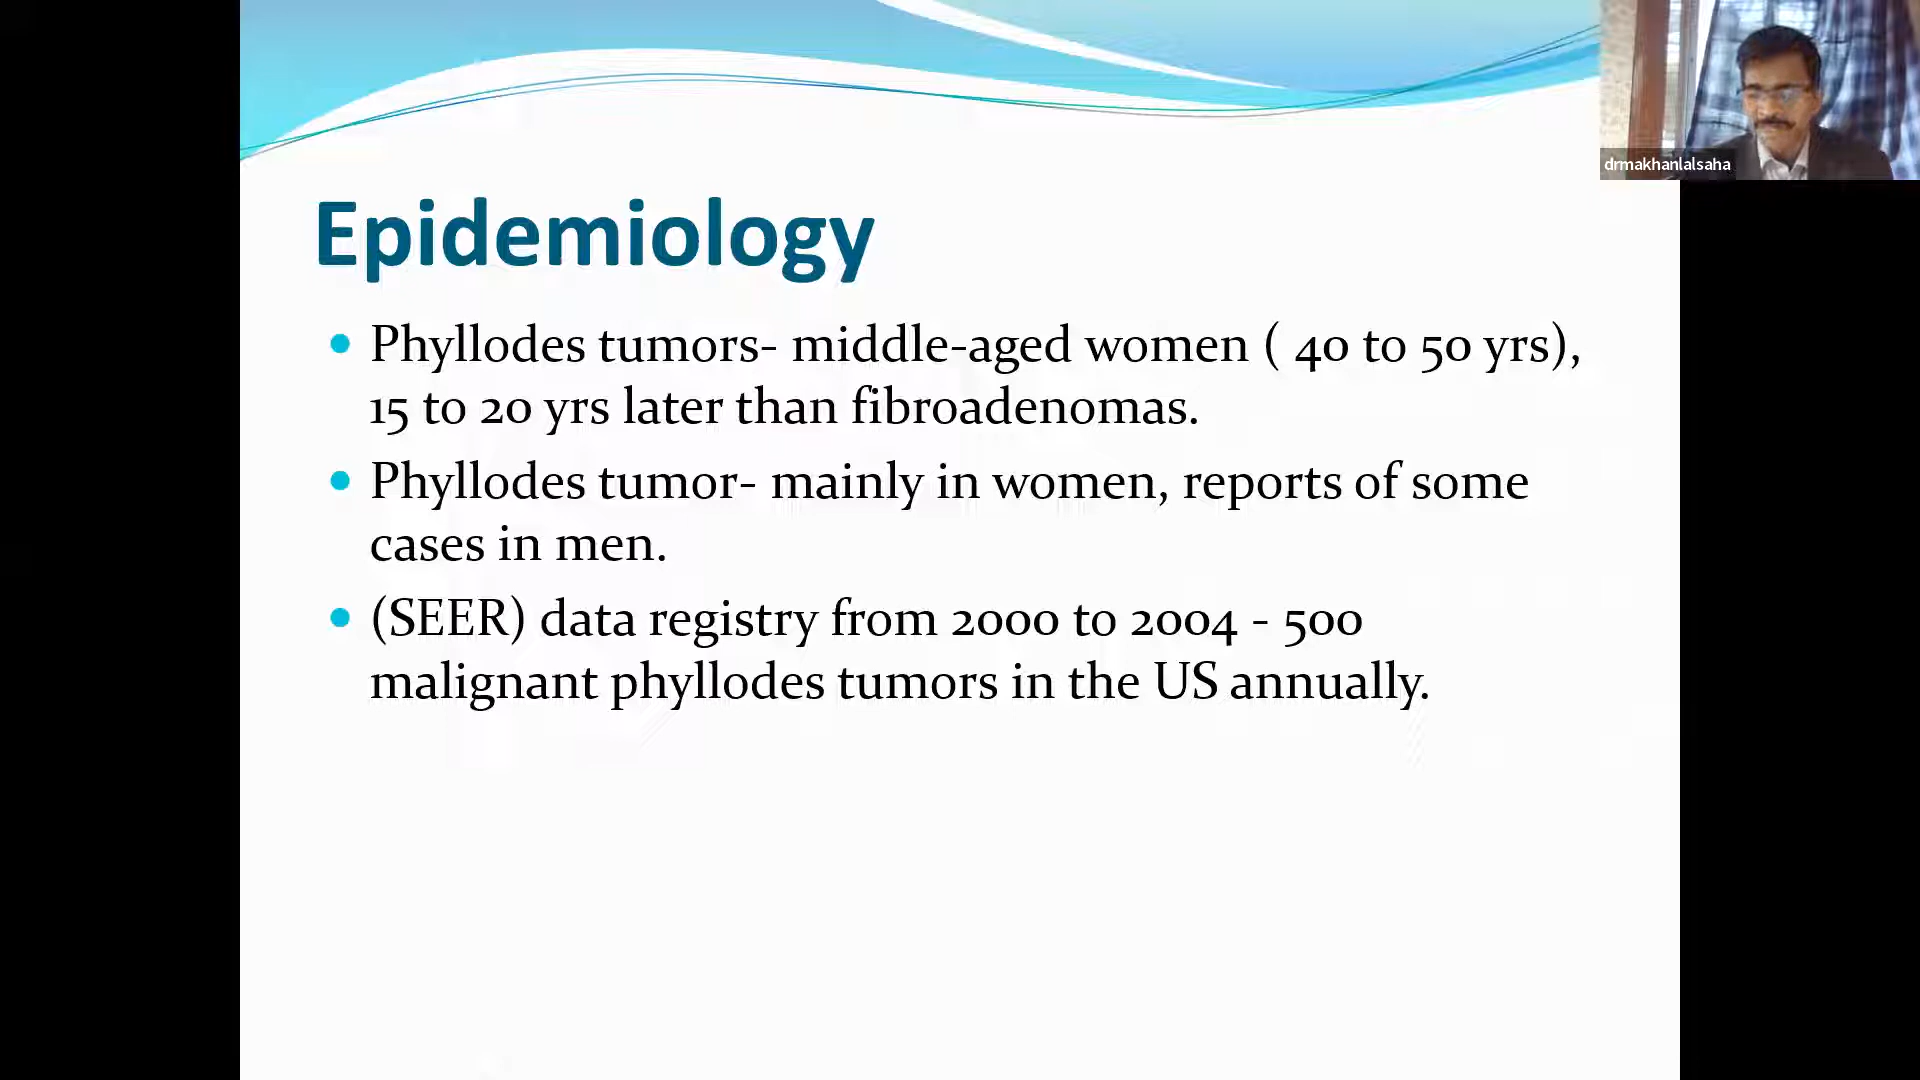 drmakhanlalsaha
Epidemiology
Phyllodes tumors- middle-aged women ( 40 to 50 yrs),
15 to 20 yrs later than fibroadenomas.
Phyllodes tumor- mainly in women, reports of some
cases in men.
(SEER) data registry from 2000 to 2004 - 500
malignant phyllodes tumors in the US annually.